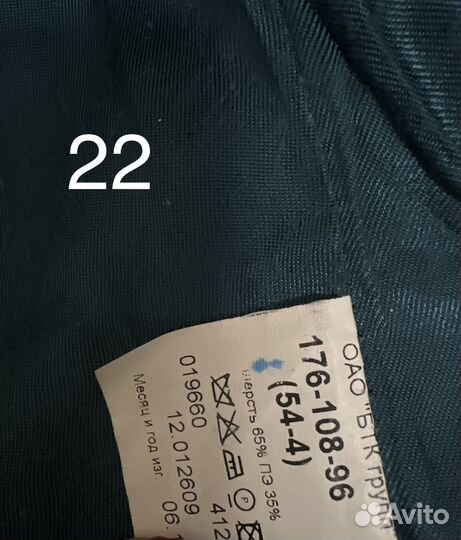 22
ОАО "БТК груп
176-108-96
(54-4)
Шерсть 65% ПЭ 35%
P
412
019660
12.012609
Месяц и год изг. 06.1
Avito